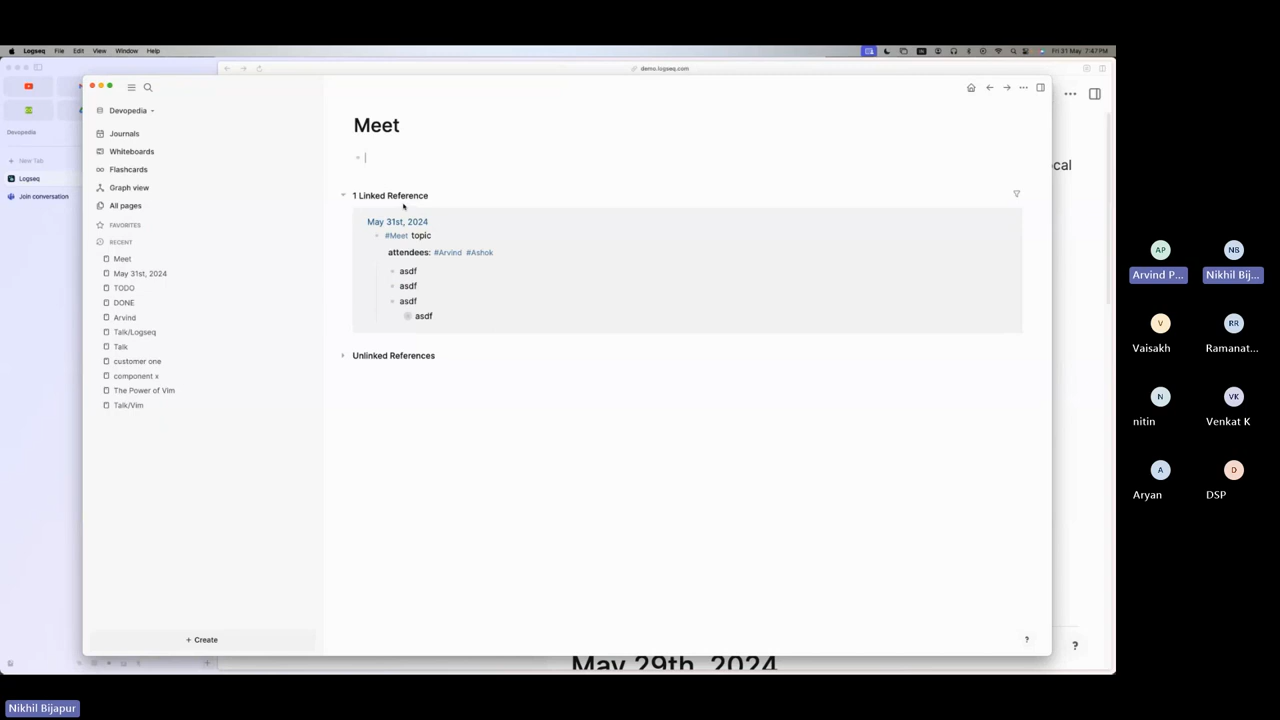 Logseq File Edit View Window Help
Fri 31 May 7:47 PM
demo.logseq.com
Devopedia
New Tab
Logseq
Join conversation
Devopedia
Journals
Whiteboards
Flashcards
Graph view
All pages
FAVORITES
RECENT
Meet
May 31st, 2024
TODO
DONE
Arvind
Talk/Logseq
Talk
customer one
component x
The Power of Vim
Talk/Vim
+ Create
Meet
1 Linked Reference
May 31st, 2024
#Meet topic
attendees: #Arvind #Ashok
asdf
asdf
asdf
asdf
Unlinked References
?
ocal
?
May 29th, 2024
AP
Arvind P...
NB
Nikhil Bij...
V
Vaisakh
RR
Ramanat...
N
nitin
VK
Venkat K
A
Aryan
D
DSP
Nikhil Bijapur